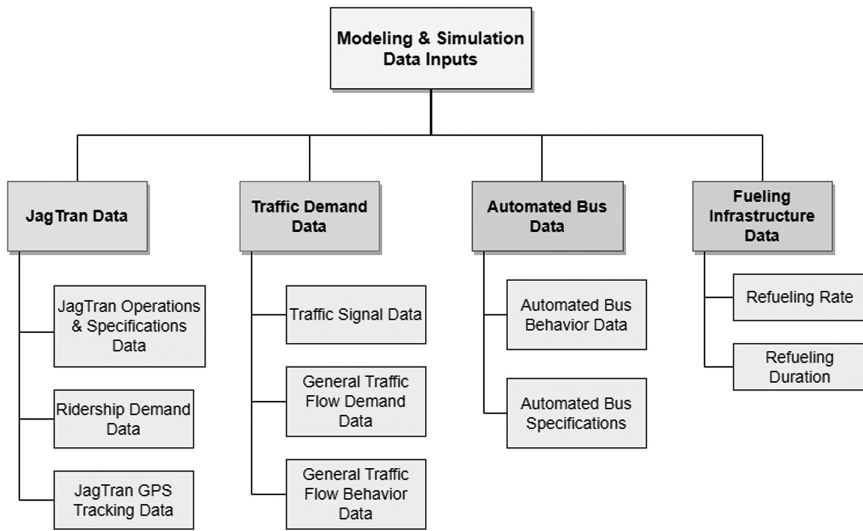 Modeling & Simulation
Data Inputs
JagTran Data
Traffic Demand
Data
Automated Bus
Data
Fueling
Infrastructure
Data
JagTran Operations
& Specifications
Data
Ridership Demand
Data
JagTran GPS
Tracking Data
Traffic Signal Data
General Traffic
Flow Demand
Data
General Traffic
Flow Behavior
Data
Automated Bus
Behavior Data
Automated Bus
Specifications
Refueling Rate
Refueling
Duration